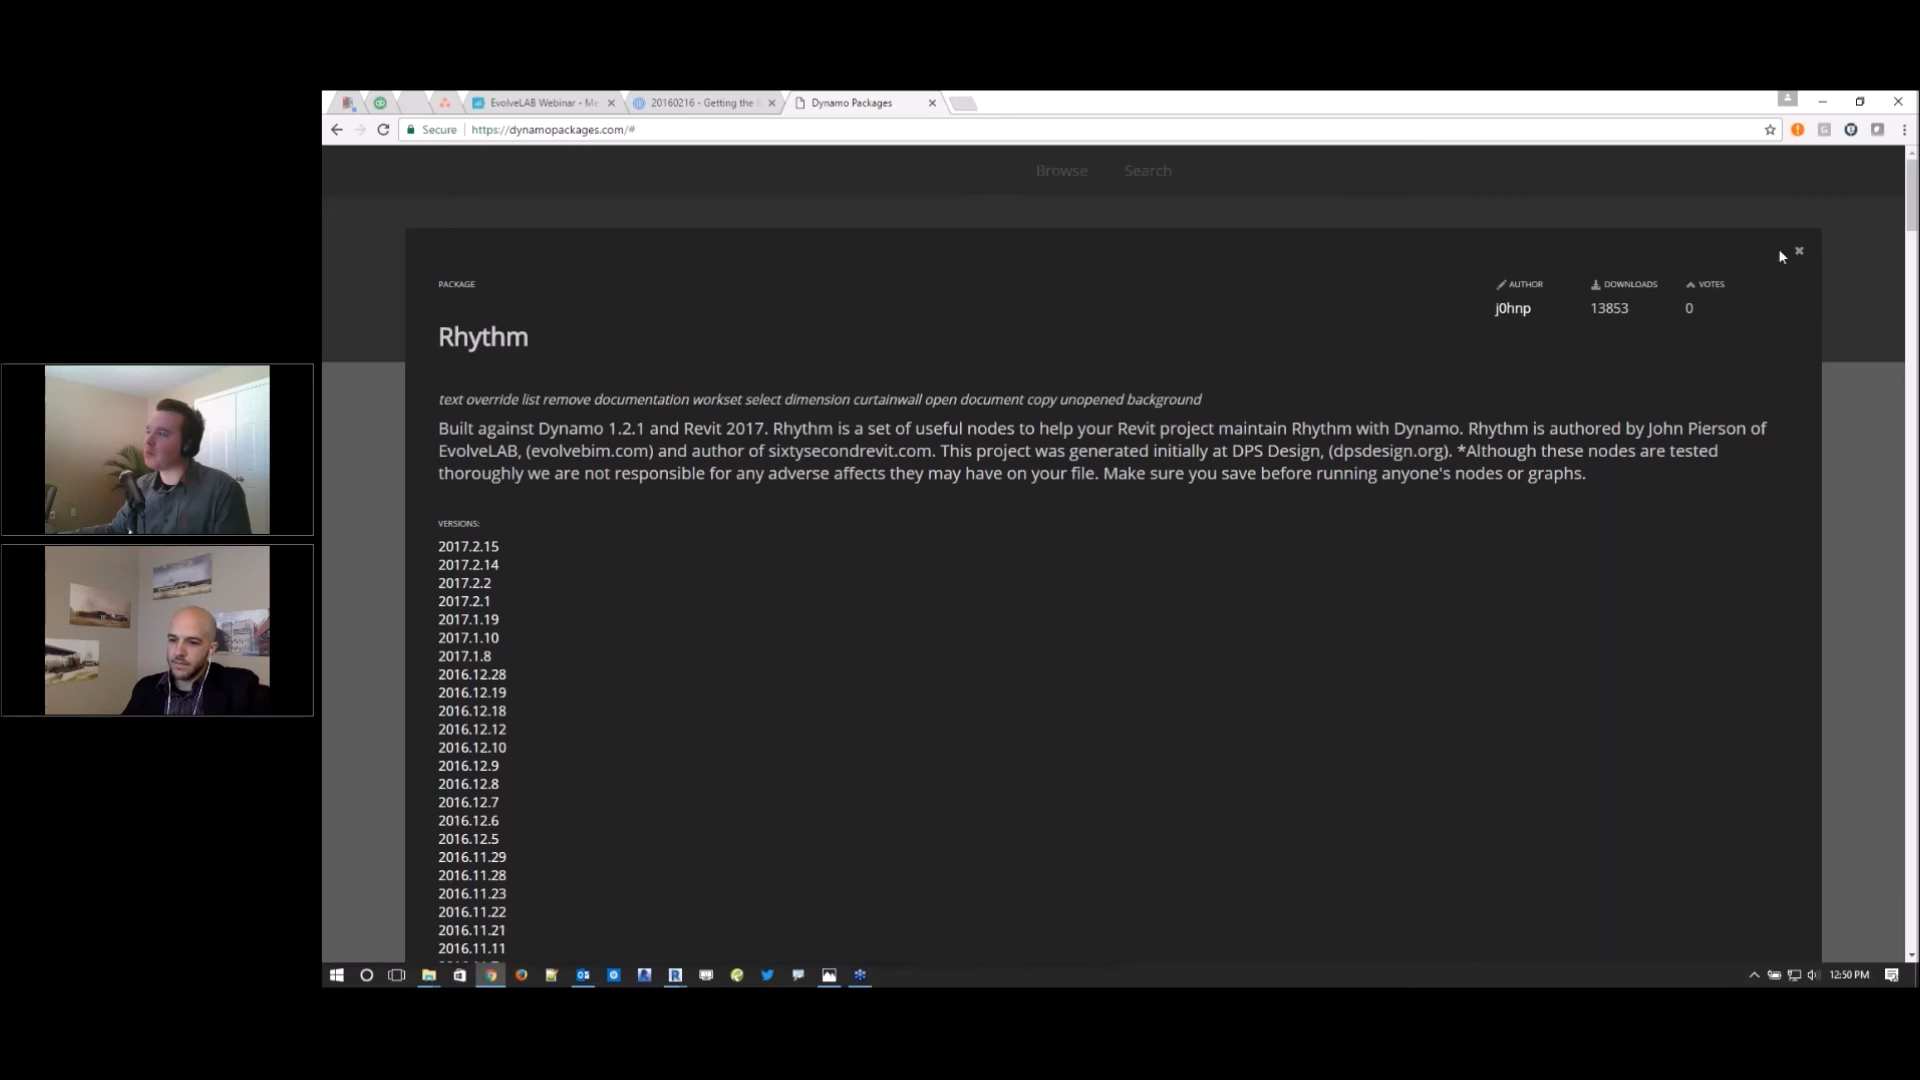 EvolveLAB Webinar - Me
20160216 - Getting the
Dynamo Packages
Secure
https://dynamopackages.com/#
Browse
Search
PACKAGE
AUTHOR
DOWNLOADS
VOTES
j0hnp
13853
0
Rhythm
text override list remove documentation workset select dimension curtainwall open document copy unopened background
Built against Dynamo 1.2.1 and Revit 2017. Rhythm is a set of useful nodes to help your Revit project maintain Rhythm with Dynamo. Rhythm is authored by John Pierson of
EvolveLAB, (evolvebim.com) and author of sixtysecondrevit.com. This project was generated initially at DPS Design, (dpsdesign.org). *Although these nodes are tested
thoroughly we are not responsible for any adverse affects they may have on your file. Make sure you save before running anyone's nodes or graphs.
VERSIONS:
2017.2.15
2017.2.14
2017.2.2
2017.2.1
2017.1.19
2017.1.10
2017.1.8
2016.12.28
2016.12.19
2016.12.18
2016.12.12
2016.12.10
2016.12.9
2016.12.8
2016.12.7
2016.12.6
2016.12.5
2016.11.29
2016.11.28
2016.11.23
2016.11.22
2016.11.21
2016.11.11
12:50 PM